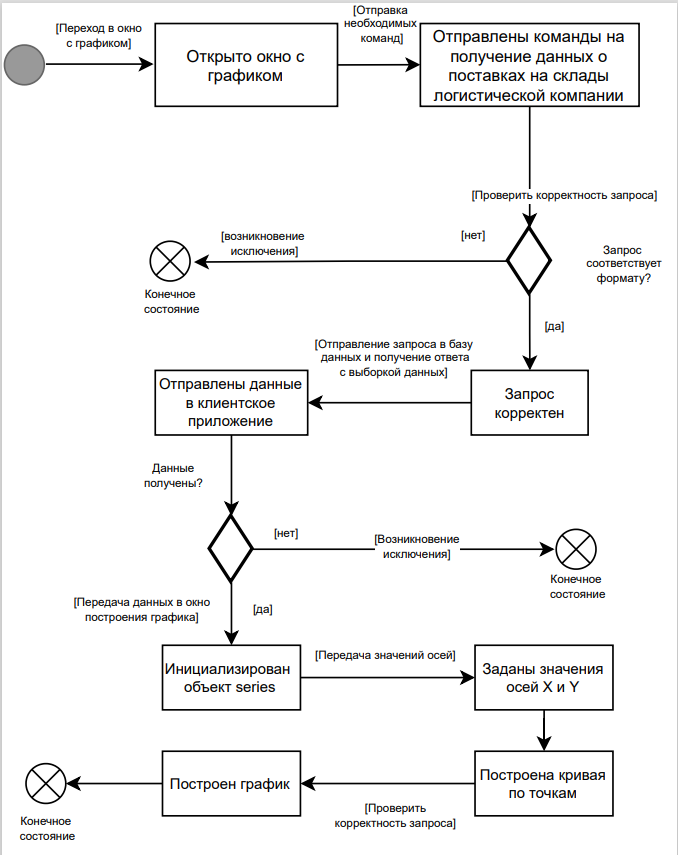 [Переход в окно
с графиком]
Открыто окно с
графиком
[Отправка
необходимых
команд]
Отправлены команды на
получение данных о
поставках на склады
логистической компании
[Проверить корректность запроса]
[возникновение
исключения]
[нет]
Запрос
соответствует
формату?
Конечное
состояние
[да]
[Отправление запроса в базу
данных и получение ответа
с выборкой данных]
Отправлены данные
в клиентское
приложение
Запрос
корректен
Данные
получены?
[нет]
[Возникновение
исключения]
Конечное
состояние
[Передача данных в окно
построения графика]
[да]
Инициализирован
объект series
[Передача значений осей]
Заданы значения
осей X и Y
Построен график
Построена кривая
по точкам
[Проверить
корректность запроса]
Конечное
состояние